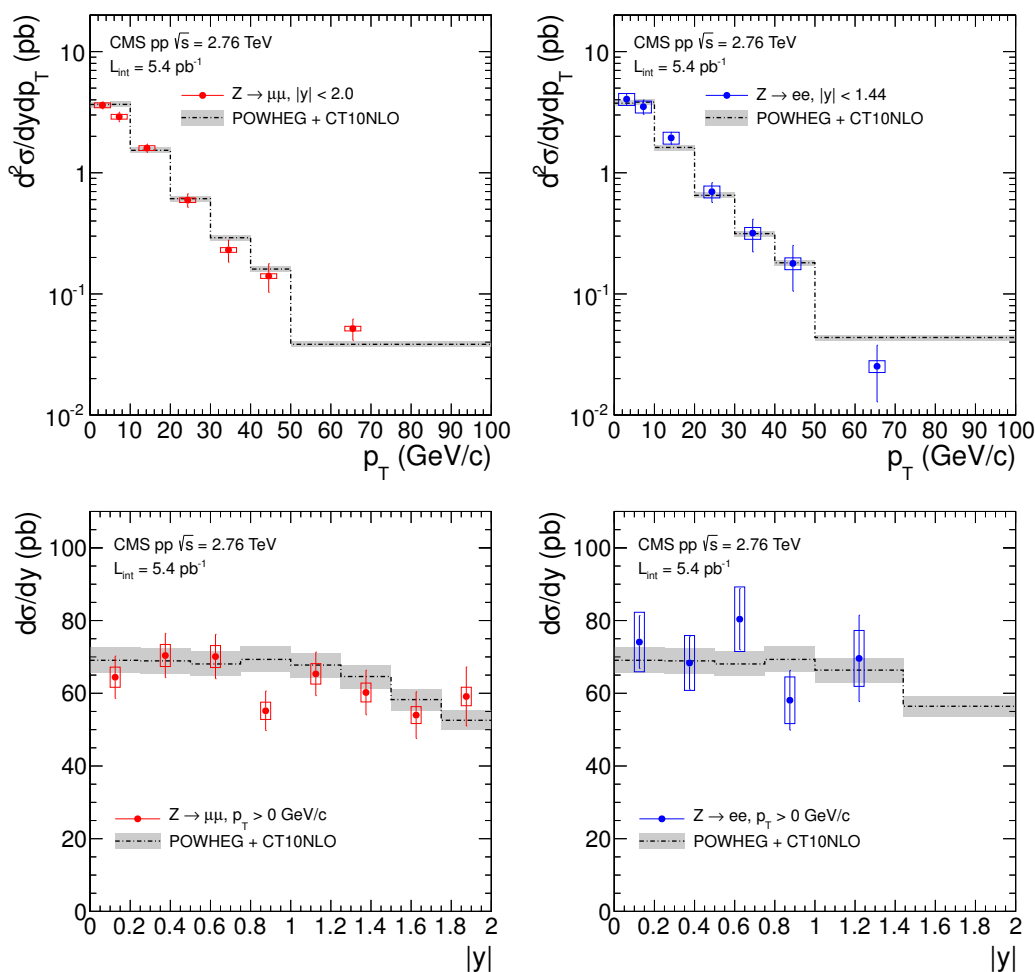 d²σ/dydp_T (pb)
10
1
10⁻¹
10⁻²
CMS pp √s = 2.76 TeV
L_int = 5.4 pb⁻¹
Z → μμ, |y| < 2.0
POWHEG + CT10NLO
0 10 20 30 40 50 60 70 80 90 100
p_T (GeV/c)
d²σ/dydp_T (pb)
10
1
10⁻¹
10⁻²
CMS pp √s = 2.76 TeV
L_int = 5.4 pb⁻¹
Z → ee, |y| < 1.44
POWHEG + CT10NLO
0 10 20 30 40 50 60 70 80 90 100
p_T (GeV/c)
dσ/dy (pb)
100
80
60
40
20
0
CMS pp √s = 2.76 TeV
L_int = 5.4 pb⁻¹
Z → μμ, p_T > 0 GeV/c
POWHEG + CT10NLO
0 0.2 0.4 0.6 0.8 1 1.2 1.4 1.6 1.8 2
|y|
dσ/dy (pb)
100
80
60
40
20
0
CMS pp √s = 2.76 TeV
L_int = 5.4 pb⁻¹
Z → ee, p_T > 0 GeV/c
POWHEG + CT10NLO
0 0.2 0.4 0.6 0.8 1 1.2 1.4 1.6 1.8 2
|y|